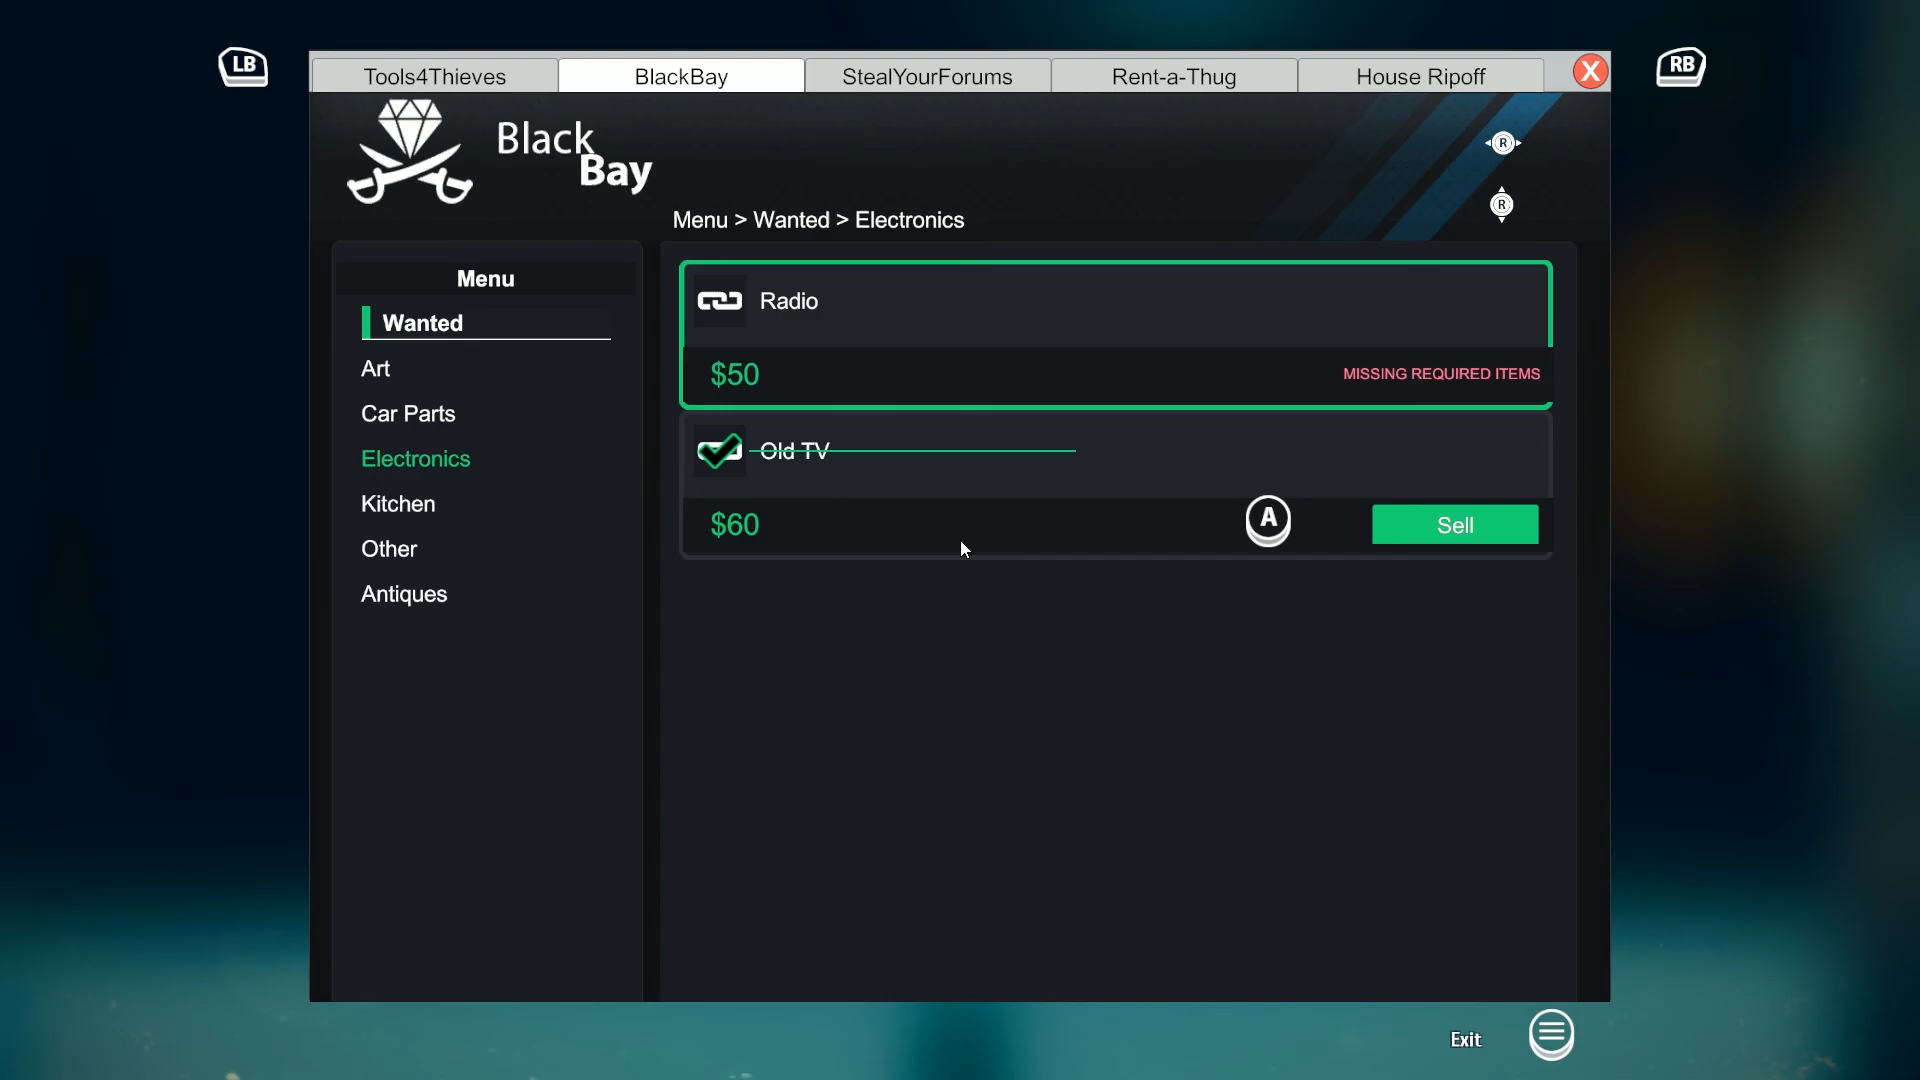 LB
RB
Tools4Thieves
BlackBay
StealYourForums
Rent-a-Thug
House Ripoff
X
Black
Bay
R
R
Menu > Wanted > Electronics
Menu
Wanted
Art
Car Parts
Electronics
Kitchen
Other
Antiques
Radio
$50
MISSING REQUIRED ITEMS
Old TV
$60
A
Sell
Exit